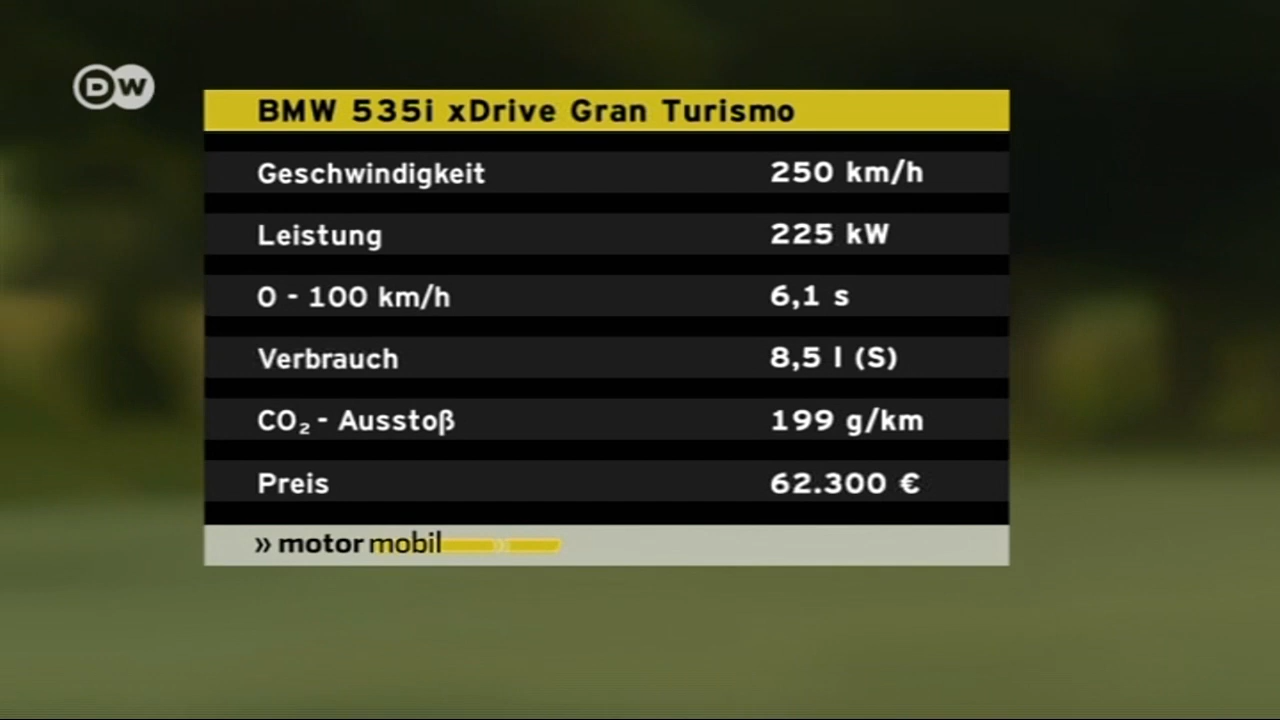 DW
BMW 535i xDrive Gran Turismo
Geschwindigkeit 250 km/h
Leistung 225 kW
0 - 100 km/h 6,1 s
Verbrauch 8,5 l (S)
CO₂ - Ausstoß 199 g/km
Preis 62.300 €
» motor mobil